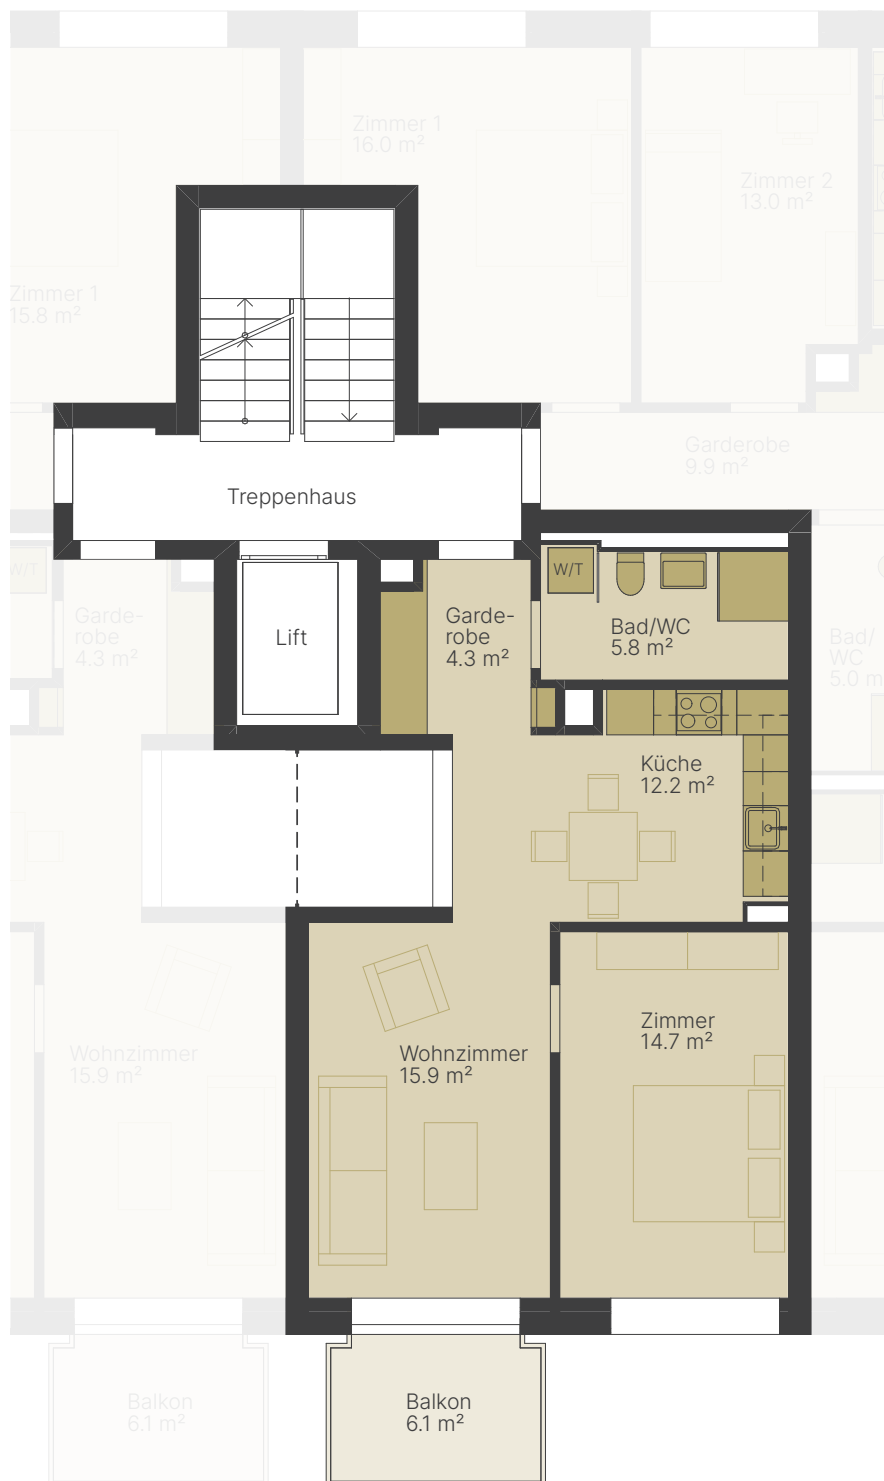 Zimmer 1
16.0 m²
Zimmer 2
13.0 m²
Zimmer 1
15.8 m²
Garderobe
9.9 m²
Treppenhaus
W/T
W/T
Garde-
robe
4.3 m²
Lift
Garde-
robe
4.3 m²
Bad/WC
5.8 m²
Bad/
WC
5.0 m
Küche
12.2 m²
Zimmer
14.7 m²
Wohnzimmer
15.9 m²
Wohnzimmer
15.9 m²
Balkon
6.1 m²
Balkon
6.1 m²